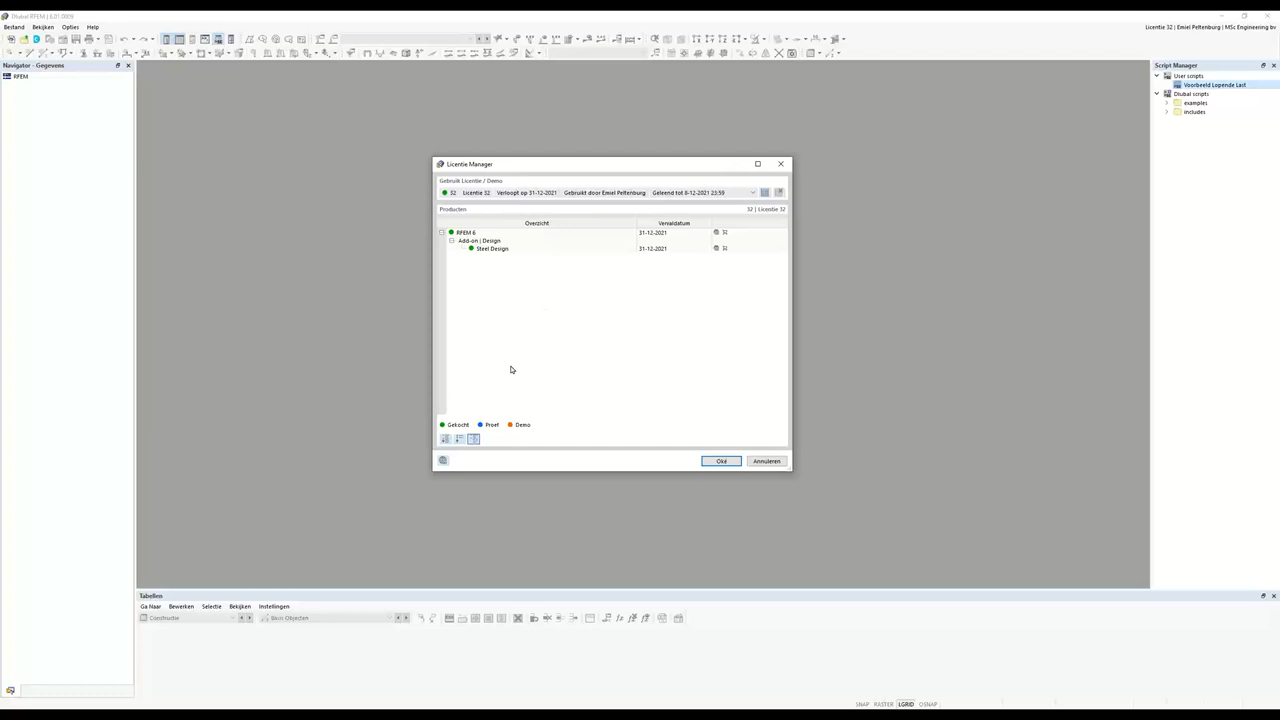 Dlubal RFEM | 6.01.0009
Bestand Bekijken Opties Help
Licentie 32 | Emiel Peltenburg | MSc Engineering bv
Navigator - Gegevens
RFEM
Script Manager
User scripts
Voorbeeld Lopende Last
Dlubal scripts
examples
includes
Licentie Manager
Gebruik Licentie / Demo
32 Licentie 32 Verloopt op 31-12-2021 Gebruikt door Emiel Peltenburg Geleend tot 8-12-2021 23:59
Producten 32 | Licentie 32
Overzicht Vervaldatum
RFEM 6 31-12-2021
Add-on | Design
Steel Design 31-12-2021
Gekocht Proef Demo
Oké Annuleren
Tabellen
Ga Naar Bewerken Selectie Bekijken Instellingen
Constructie Basis Objecten
SNAP RASTER LGRID OSNAP